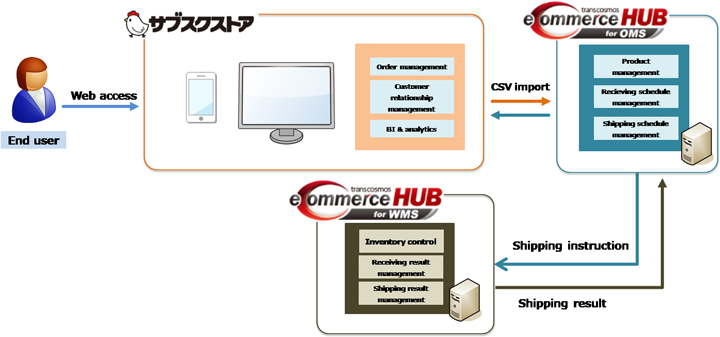 サブスクストア
transcosmos
eCommerce HUB
for OMS
Order management
Customer
relationship
management
BI & analytics
Product
management
Recieving schedule
management
Shipping schedule
management
Web access
CSV import
End user
transcosmos
eCommerce HUB
for WMS
Inventory control
Receiving result
management
Shipping result
management
Shipping instruction
Shipping result